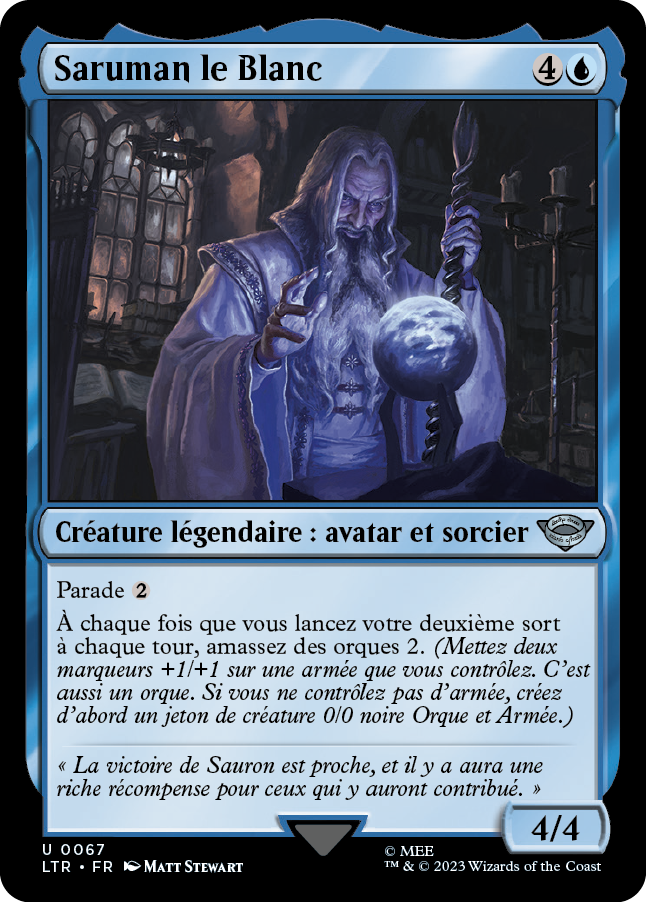 Saruman le Blanc
4
Créature légendaire : avatar et sorcier
Parade 2
À chaque fois que vous lancez votre deuxième sort
à chaque tour, amassez des orques 2. (Mettez deux
marqueurs +1/+1 sur une armée que vous contrôlez. C'est
aussi un orque. Si vous ne contrôlez pas d'armée, créez
d'abord un jeton de créature 0/0 noire Orque et Armée.)
« La victoire de Sauron est proche, et il y a aura une
riche récompense pour ceux qui y auront contribué. »
4/4
U 0067
LTR • FR Matt Stewart
© MEE
™ & © 2023 Wizards of the Coast